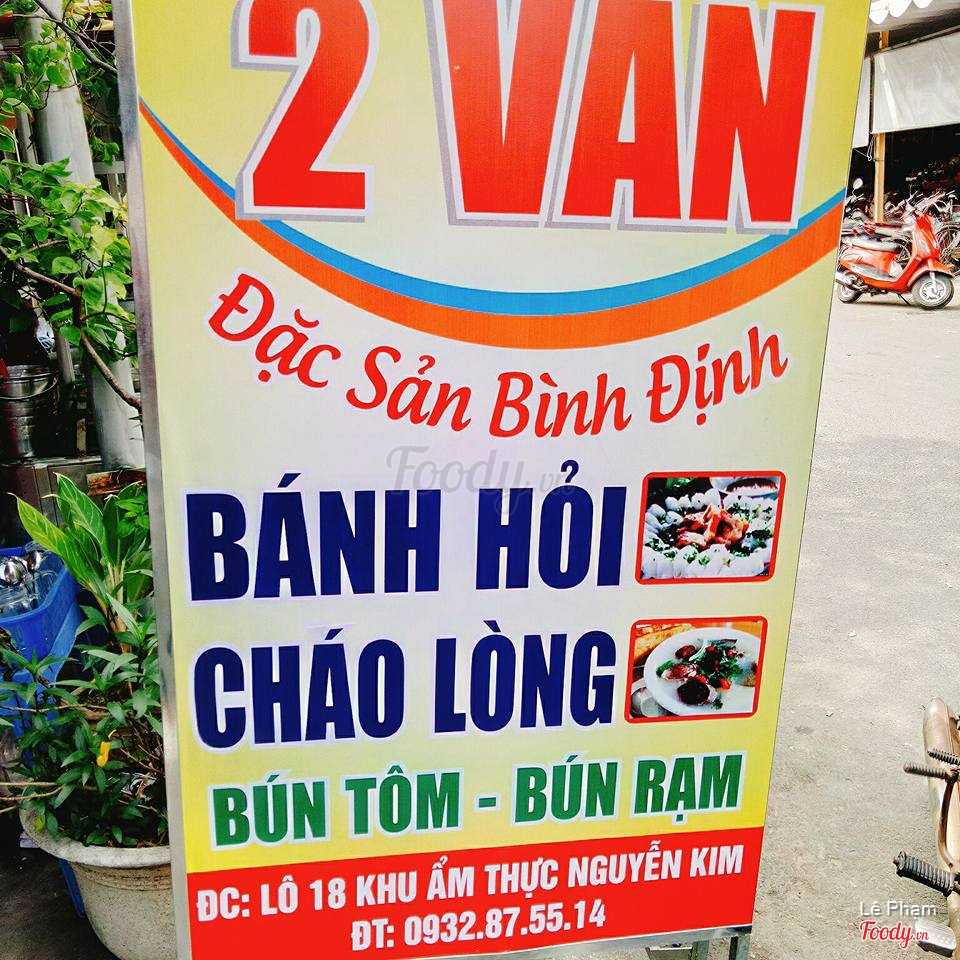 2 VAN
Đặc Sản Bình Định
Foody.vn
BÁNH HỎI
CHÁO LÒNG
BÚN TÔM - BÚN RẠM
ĐC: LÔ 18 KHU ẨM THỰC NGUYỄN KIM
ĐT: 0932.87.55.14
Lê Phạm
Foody.vn